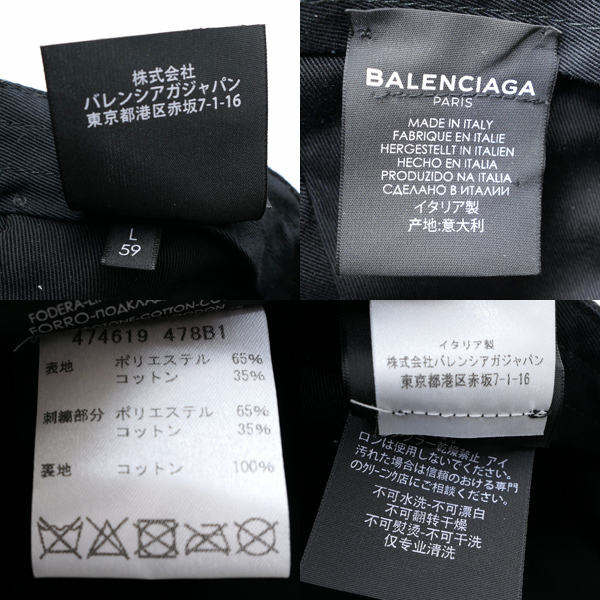 株式会社
バレンシアガジャパン
東京都港区赤坂7-1-16
L
59
BALENCIAGA
PARIS
MADE IN ITALY
FABRIQUE EN ITALIE
HERGESTELLT IN ITALIEN
HECHO EN ITALIA
PRODUZIDO NA ITALIA
СДЕЛАНО В ИТАЛИИ
イタリア製
产地:意大利
474619 478B1
表地 ポリエステル 65%
コットン 35%
刺繍部分 ポリエステル 65%
コットン 35%
裏地 コットン 100%
イタリア製
株式会社バレンシアガジャパン
東京都港区赤坂7-1-16
乾燥禁止 アイ
ロンは使用しないでください。
汚れた場合は信頼のおける専門
のクリーニング店にご相談ください
不可水洗-不可漂白
不可翻转干燥
不可熨烫-不可干洗
仅专业清洗